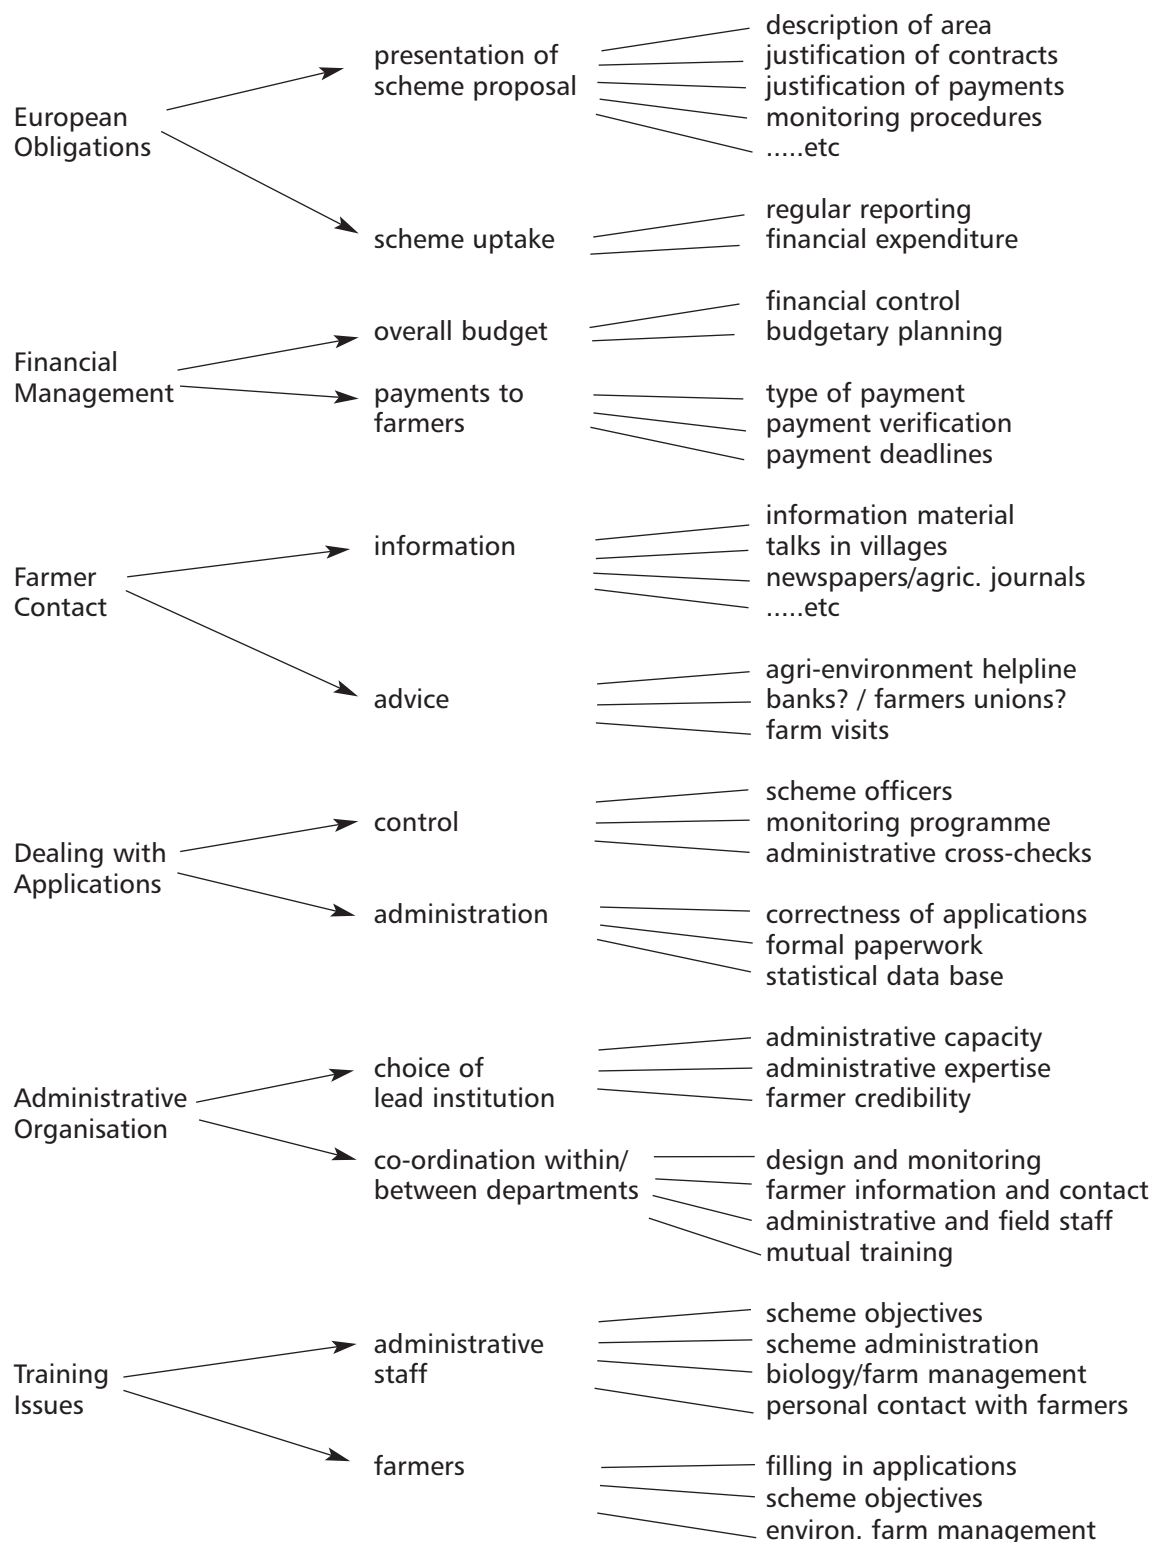 European
Obligations
presentation of
scheme proposal
description of area
justification of contracts
justification of payments
monitoring procedures
.....etc
scheme uptake
regular reporting
financial expenditure
Financial
Management
overall budget
financial control
budgetary planning
payments to
farmers
type of payment
payment verification
payment deadlines
Farmer
Contact
information
information material
talks in villages
newspapers/agric. journals
.....etc
advice
agri-environment helpline
banks? / farmers unions?
farm visits
Dealing with
Applications
control
scheme officers
monitoring programme
administrative cross-checks
administration
correctness of applications
formal paperwork
statistical data base
Administrative
Organisation
choice of
lead institution
administrative capacity
administrative expertise
farmer credibility
co-ordination within/
between departments
design and monitoring
farmer information and contact
administrative and field staff
mutual training
Training
Issues
administrative
staff
scheme objectives
scheme administration
biology/farm management
personal contact with farmers
farmers
filling in applications
scheme objectives
environ. farm management